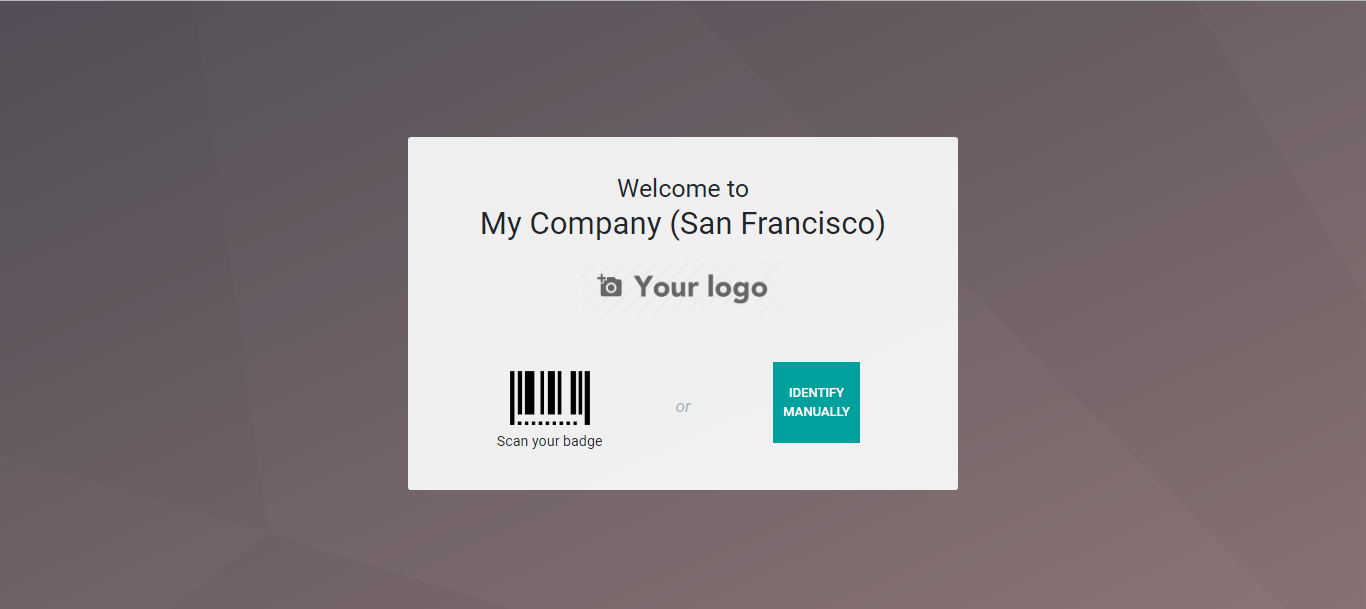 Welcome to
My Company (San Francisco)
Your logo
Scan your badge
or
IDENTIFY
MANUALLY